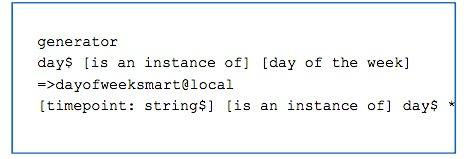 generator
day$ [is an instance of] [day of the week]
=>dayofweeksmart@local
[timepoint: string$] [is an instance of] day$ *